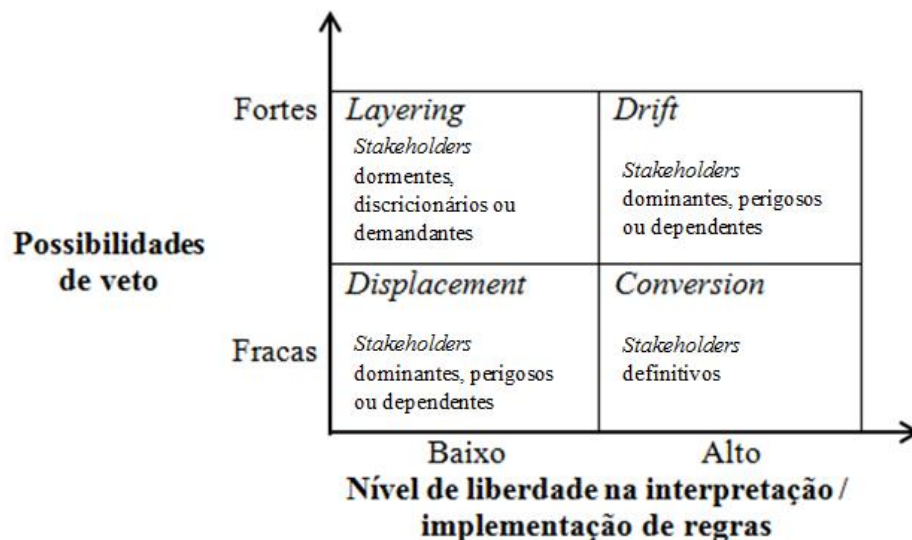 Possibilidades
de veto
Fortes
Fracas
Layering
Stakeholders
dormentes,
discricionários ou
demandantes
Drift
Stakeholders
dominantes, perigosos
ou dependentes
Displacement
Stakeholders
dominantes, perigosos
ou dependentes
Conversion
Stakeholders
definitivos
Baixo
Alto
Nível de liberdade na interpretação /
implementação de regras